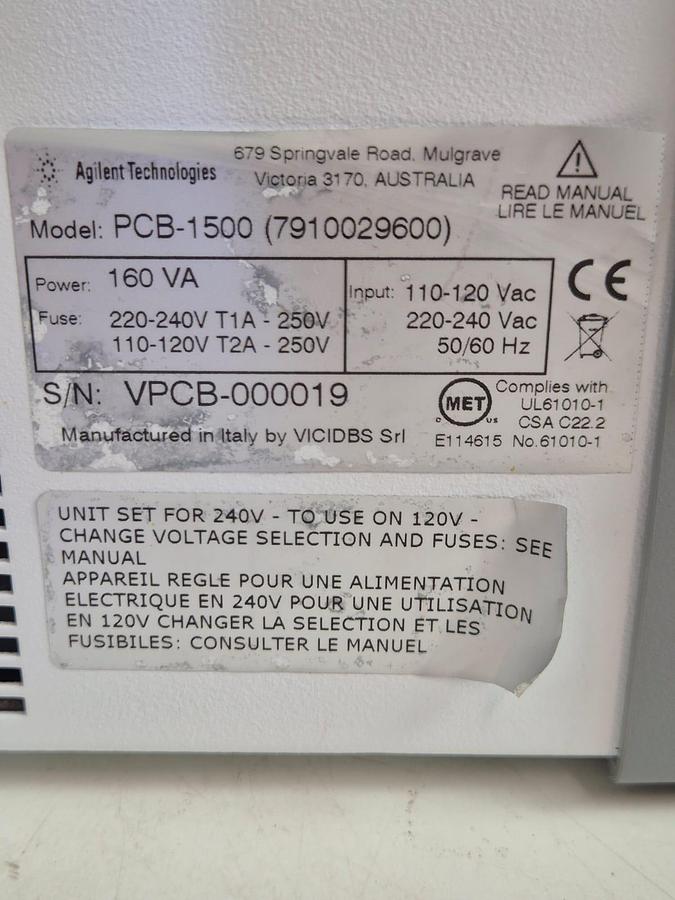 Agilent Technologies
679 Springvale Road, Mulgrave
Victoria 3170, AUSTRALIA
READ MANUAL
LIRE LE MANUEL
Model: PCB-1500 (7910029600)
Power: 160 VA
Fuse: 220-240V T1A - 250V
110-120V T2A - 250V
Input: 110-120 Vac
220-240 Vac
50/60 Hz
CE
S/N: VPCB-000019
Manufactured in Italy by VICIDBS Srl
C MET US
E114615
Complies with
UL61010-1
CSA C22.2
No.61010-1
UNIT SET FOR 240V - TO USE ON 120V -
CHANGE VOLTAGE SELECTION AND FUSES: SEE
MANUAL
APPAREIL REGLE POUR UNE ALIMENTATION
ELECTRIQUE EN 240V POUR UNE UTILISATION
EN 120V CHANGER LA SELECTION ET LES
FUSIBILES: CONSULTER LE MANUEL